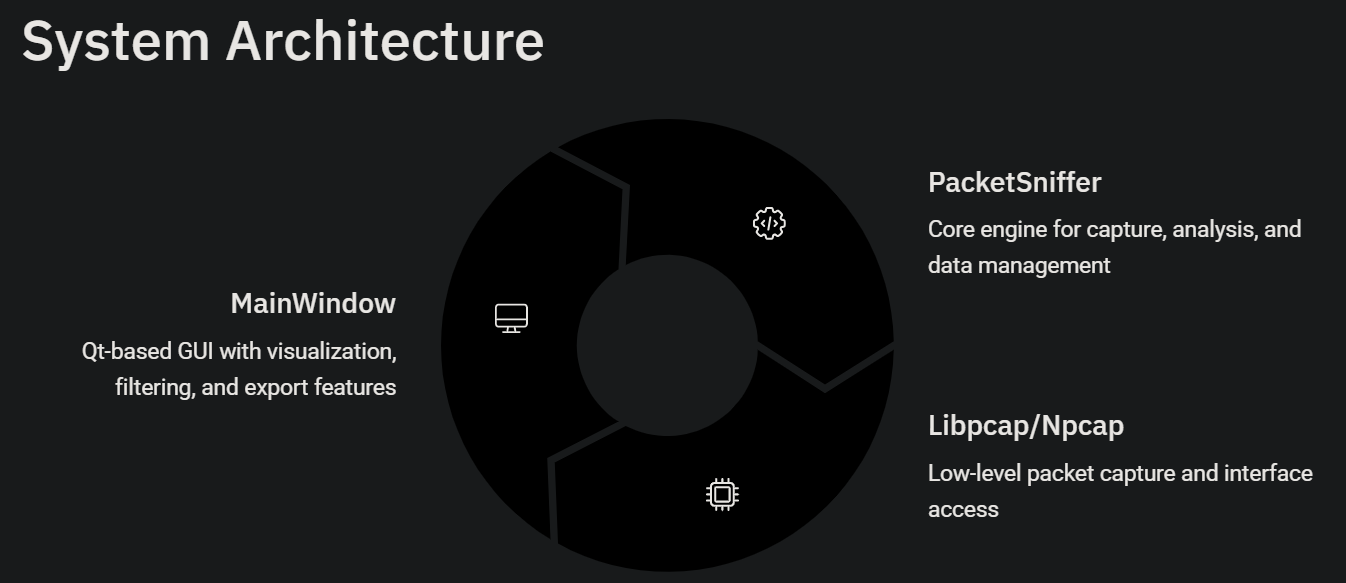 System Architecture
PacketSniffer
Core engine for capture, analysis, and
data management
MainWindow
Qt-based GUI with visualization,
filtering, and export features
Libpcap/Npcap
Low-level packet capture and interface
access